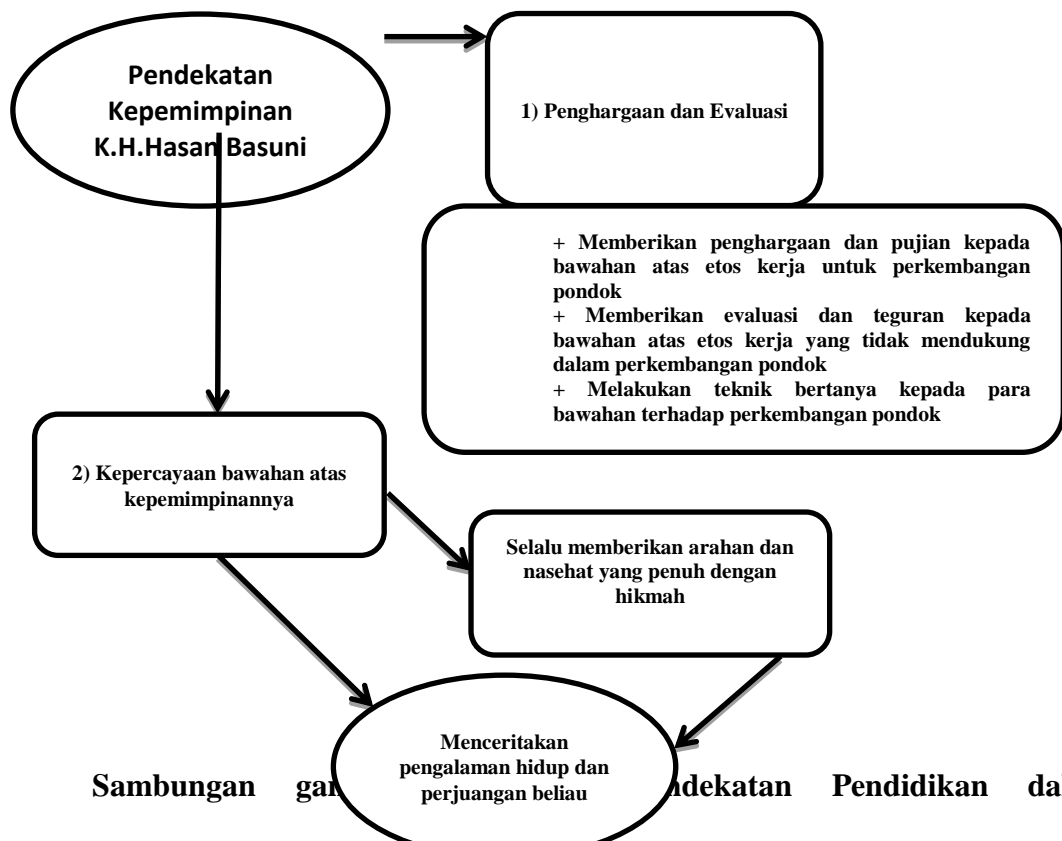 Pendekatan
Kepemimpinan
K.H.Hasan Basuni
1) Penghargaan dan Evaluasi
+ Memberikan penghargaan dan pujian kepada
bawahan atas etos kerja untuk perkembangan
pondok
+ Memberikan evaluasi dan teguran kepada
bawahan atas etos kerja yang tidak mendukung
dalam perkembangan pondok
+ Melakukan teknik bertanya kepada para
bawahan terhadap perkembangan pondok
2) Kepercayaan bawahan atas
kepemimpinannya
Selalu memberikan arahan dan
nasehat yang penuh dengan
hikmah
Menceritakan
pengalaman hidup dan
perjuangan beliau
Sambungan Pendidikan